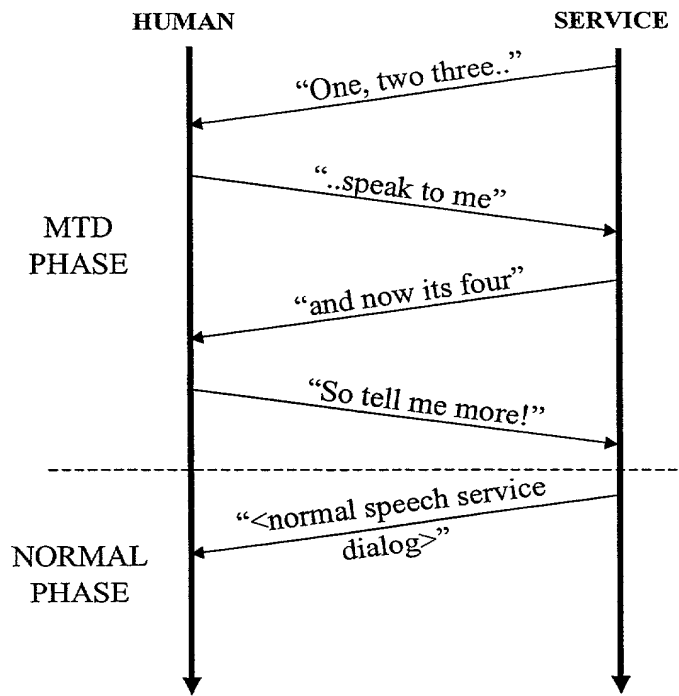 HUMAN
SERVICE
“One, two three..”
“..speak to me”
MTD
PHASE
“and now its four”
“So tell me more!”
“<normal speech service
dialog>”
NORMAL
PHASE